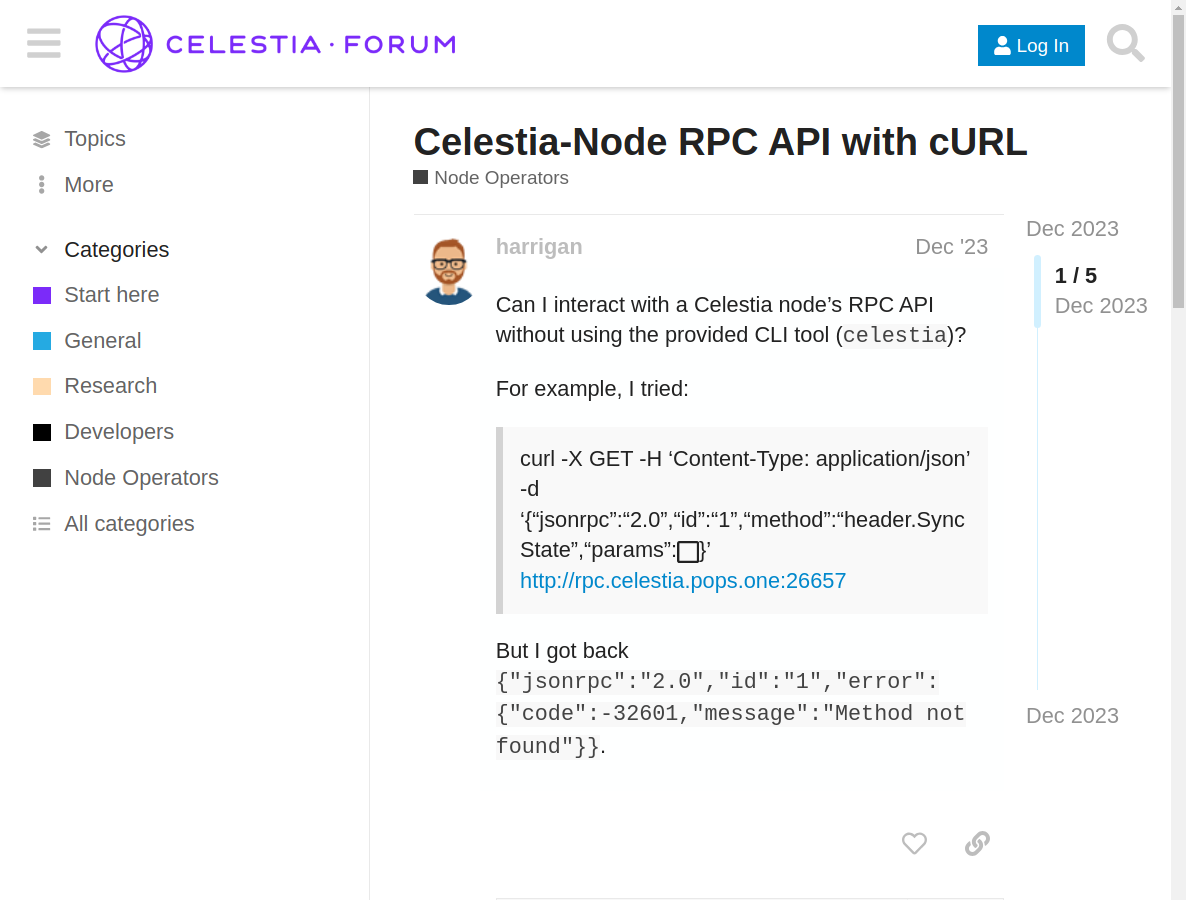 CELESTIA · FORUM
Log In
Topics
More
Categories
Start here
General
Research
Developers
Node Operators
All categories
Celestia-Node RPC API with cURL
Node Operators
harrigan
Dec '23
Can I interact with a Celestia node’s RPC API
without using the provided CLI tool (celestia)?
For example, I tried:
curl -X GET -H ‘Content-Type: application/json’
-d
‘{“jsonrpc”:“2.0”,“id”:“1”,“method”:“header.Sync
State”,“params”:☐}’
http://rpc.celestia.pops.one:26657
But I got back
{"jsonrpc":"2.0","id":"1","error":
{"code":-32601,"message":"Method not
found"}}.
Dec 2023
1 / 5
Dec 2023
Dec 2023